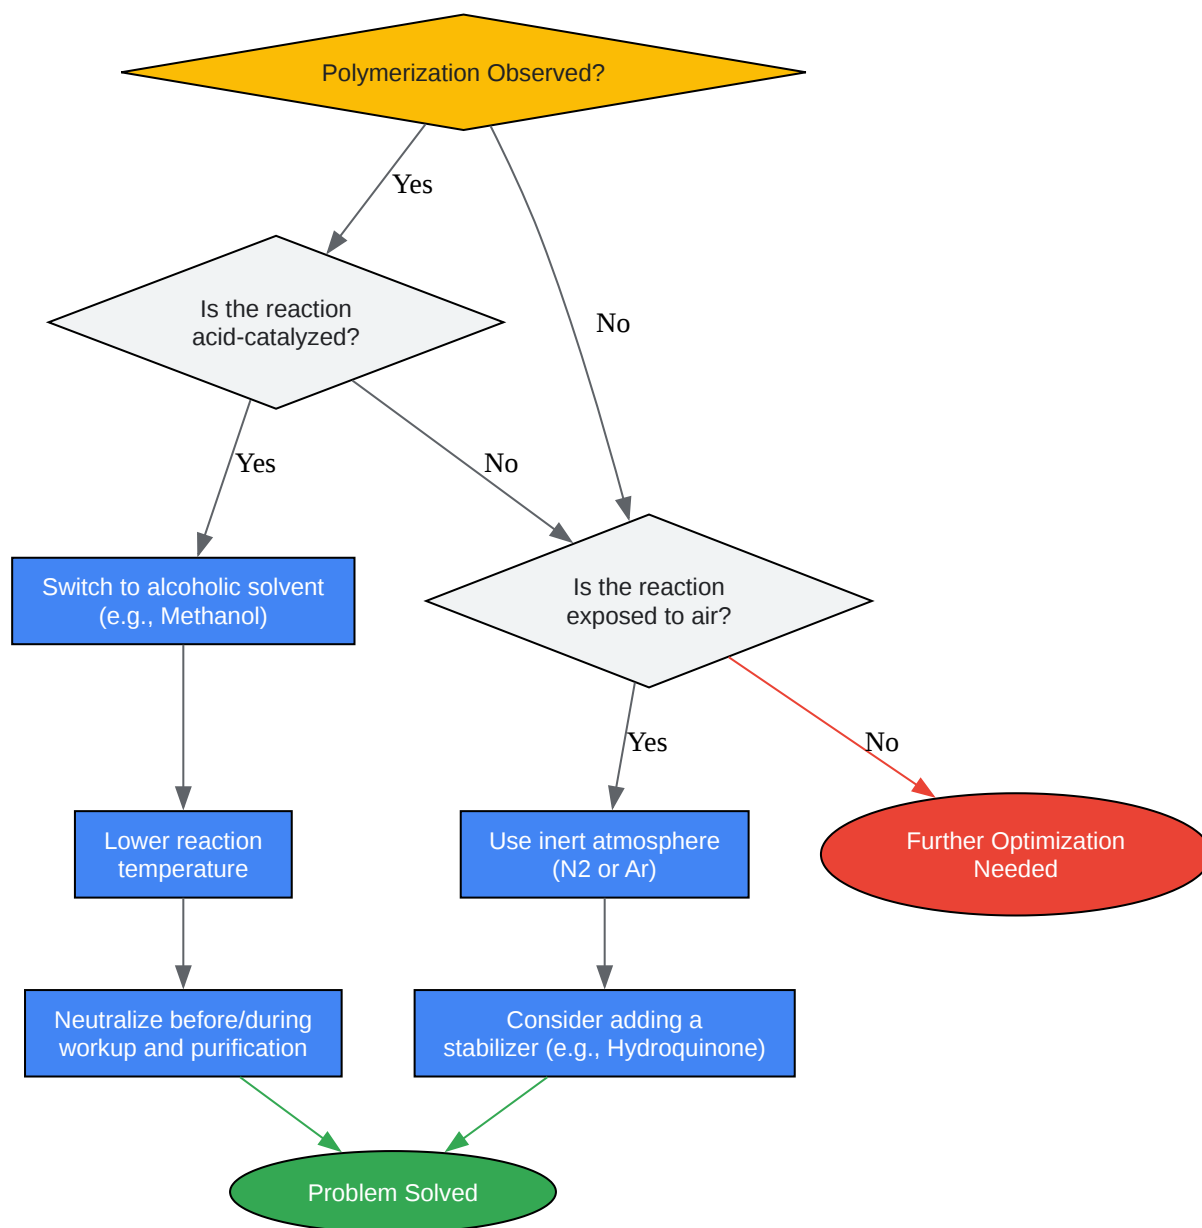 Polymerization Observed?
Yes
Is the reaction
acid-catalyzed?
No
Yes
No
Switch to alcoholic solvent
(e.g., Methanol)
Is the reaction
exposed to air?
Yes
No
Lower reaction
temperature
Use inert atmosphere
(N2 or Ar)
Further Optimization
Needed
Neutralize before/during
workup and purification
Consider adding a
stabilizer (e.g., Hydroquinone)
Problem Solved